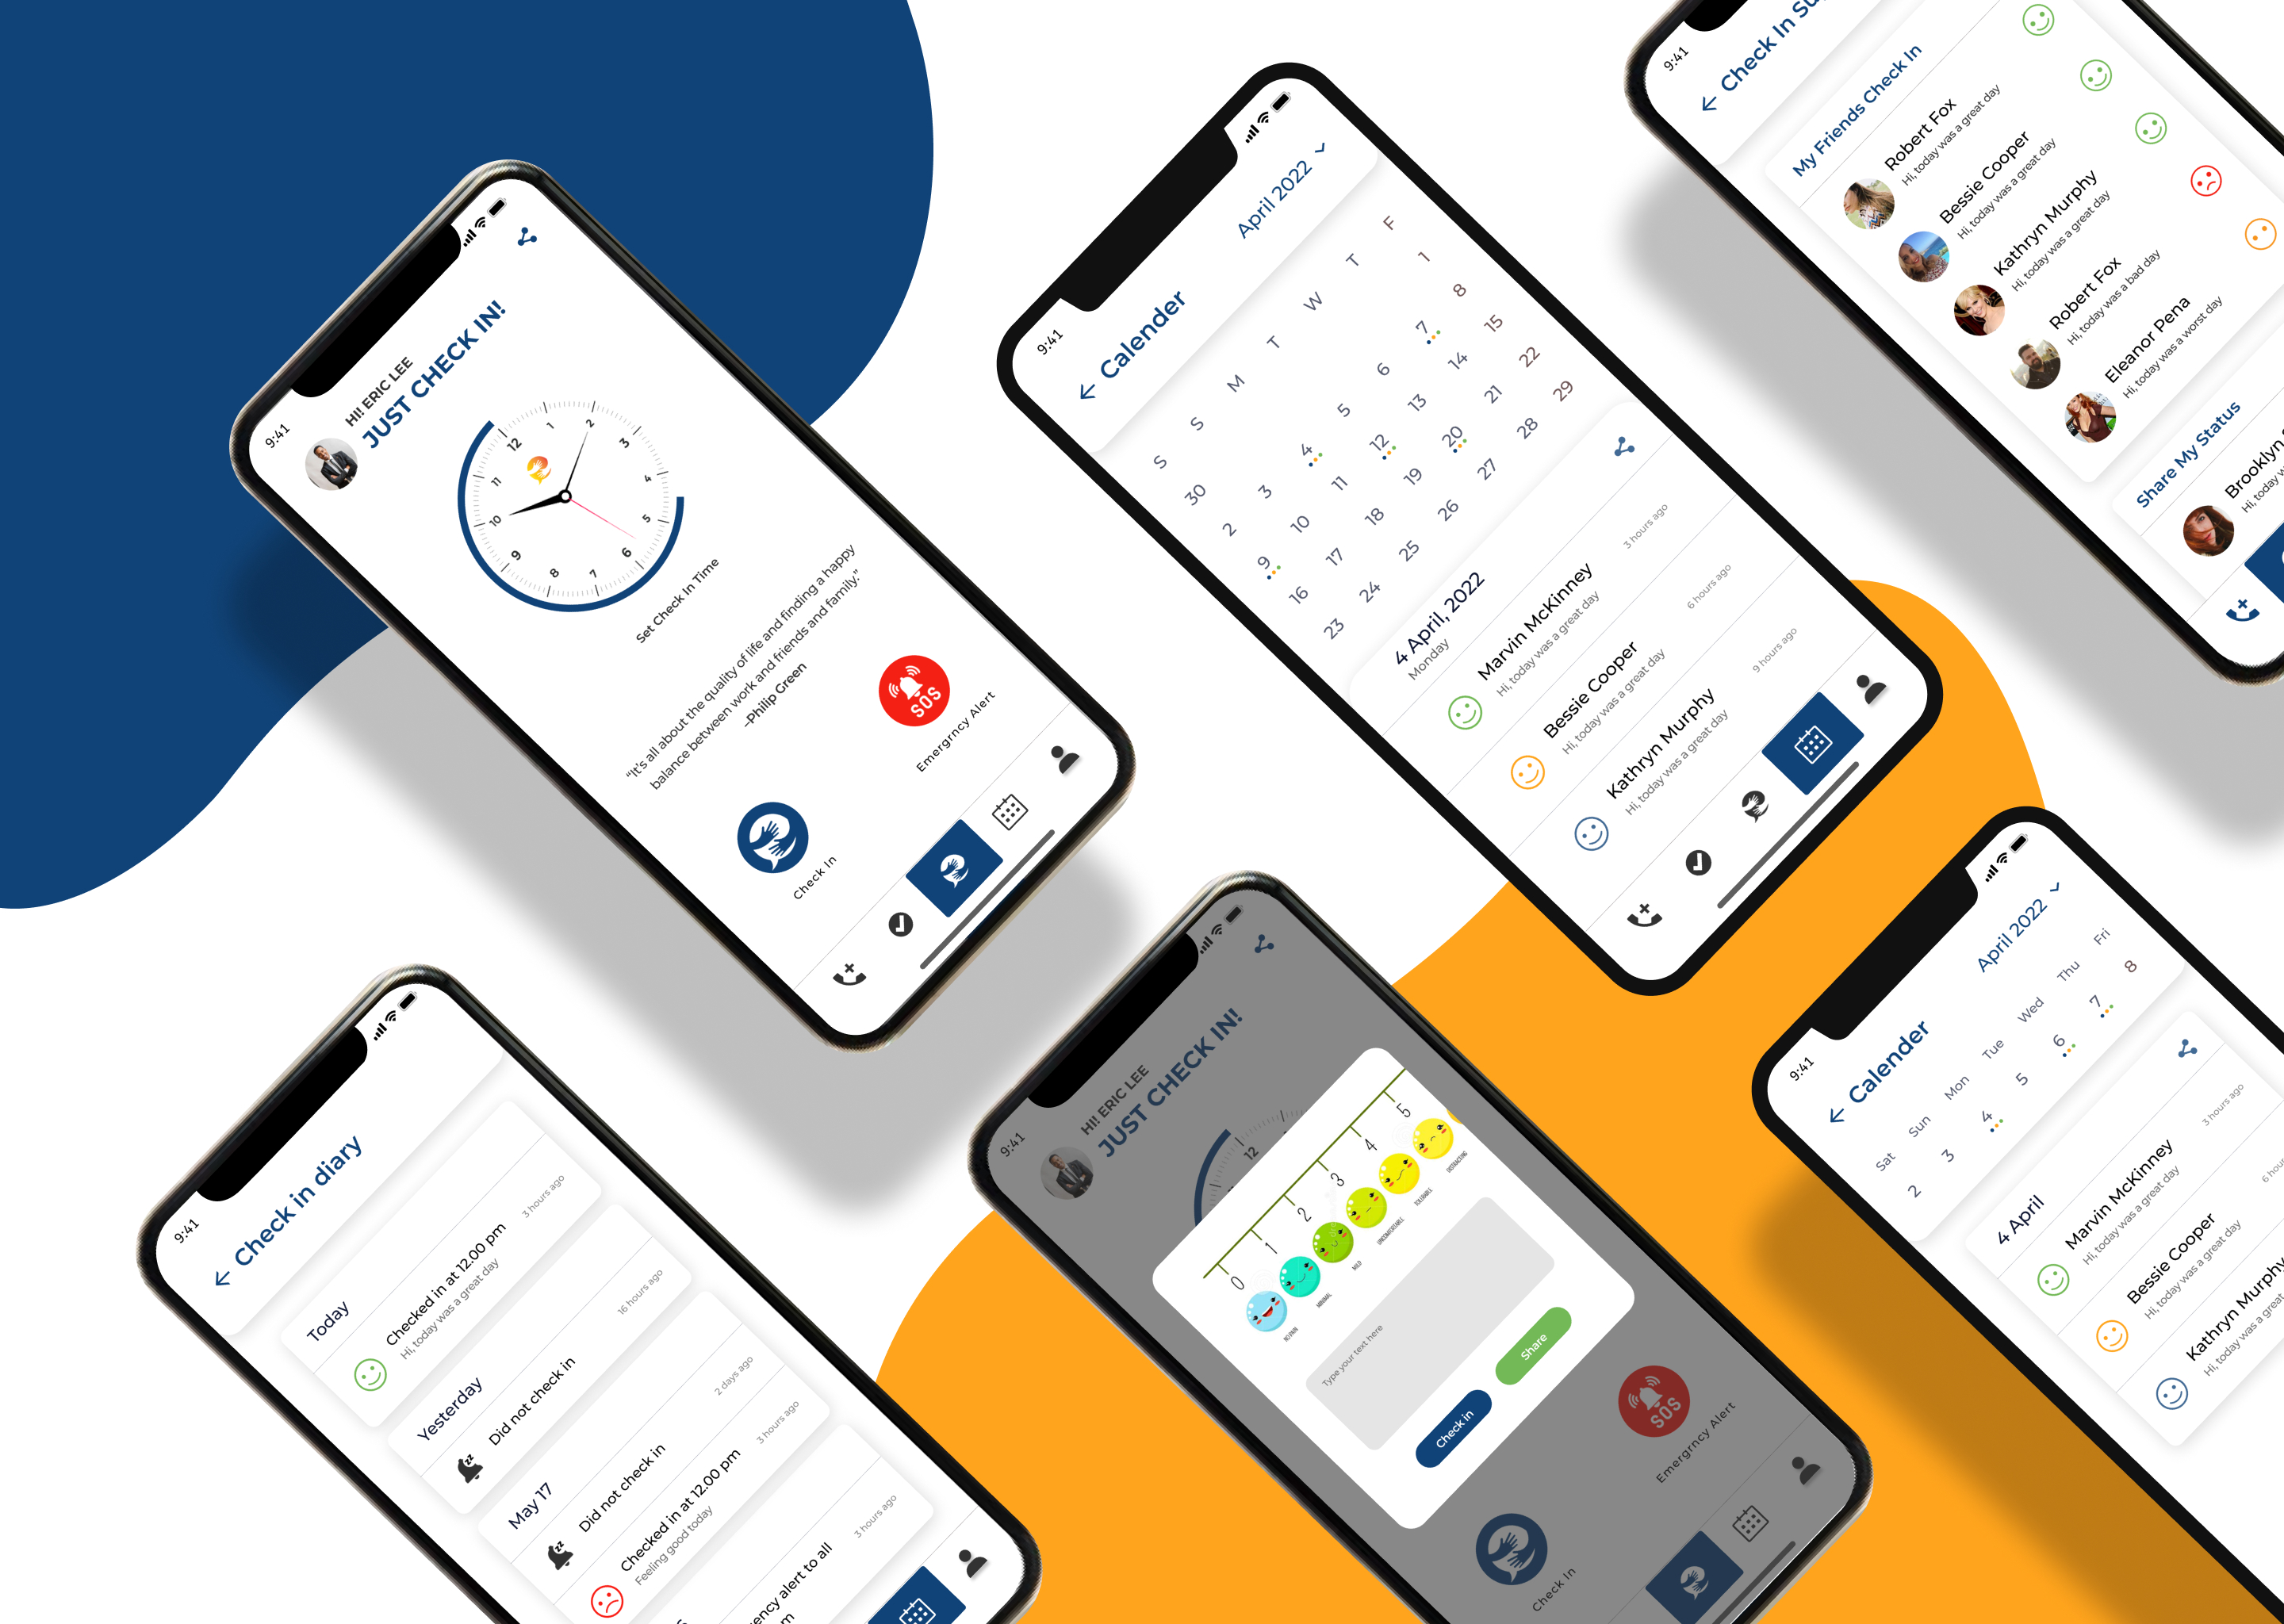 9:41
HI! ERIC LEE
JUST CHECK IN!
12
1
2
3
4
5
6
7
8
9
10
11
Set Check In Time
“It's all about the quality of life and finding a happy
balance between work and friends and family.”
-Philip Green
SOS
Check In
Emergrncy Alert
9:41
Calender
April 2022
S S M T W T F
30 1
2 3 4 5 6 7 8
9 10 11 12 13 14 15
16 17 18 19 20 21 22
23 24 25 26 27 28 29
4 April, 2022
Monday
Marvin McKinney
3 hours ago
Hi, today was a great day
Bessie Cooper
6 hours ago
Hi, today was a great day
Kathryn Murphy
9 hours ago
Hi, today was a great day
9:41
Check In
My Friends Check In
Robert Fox
Hi, today was a great day
Bessie Cooper
Hi, today was a great day
Kathryn Murphy
Hi, today was a great day
Robert Fox
Hi, today was a bad day
Eleanor Pena
Hi, today was a worst day
Share My Status
Brooklyn
Hi, today
9:41
Check in diary
Today
Checked in at 12.00 pm
3 hours ago
Hi, today was a great day
Yesterday
16 hours ago
Did not check in
May 17
2 days ago
Did not check in
Checked in at 12.00 pm
3 hours ago
Feeling good today
3 hours ago
alert to all
9:41
HI! ERIC LEE
JUST CHECK IN!
12
0 1 2 3 4 5
NO PAIN
MINIMAL
MILD
UNCOMFORTABLE
TOLERABLE
DISTRACTING
Type your text here
Check in
Share
SOS
Check In
Emergrncy Alert
9:41
Calender
April 2022
Sat Sun Mon Tue Wed Thu Fri
2 3 4 5 6 7 8
4 April
Marvin McKinney
3 hours ago
Hi, today was a great day
Bessie Cooper
Hi, today was a great day
Kathryn Murphy
Hi, today was a great